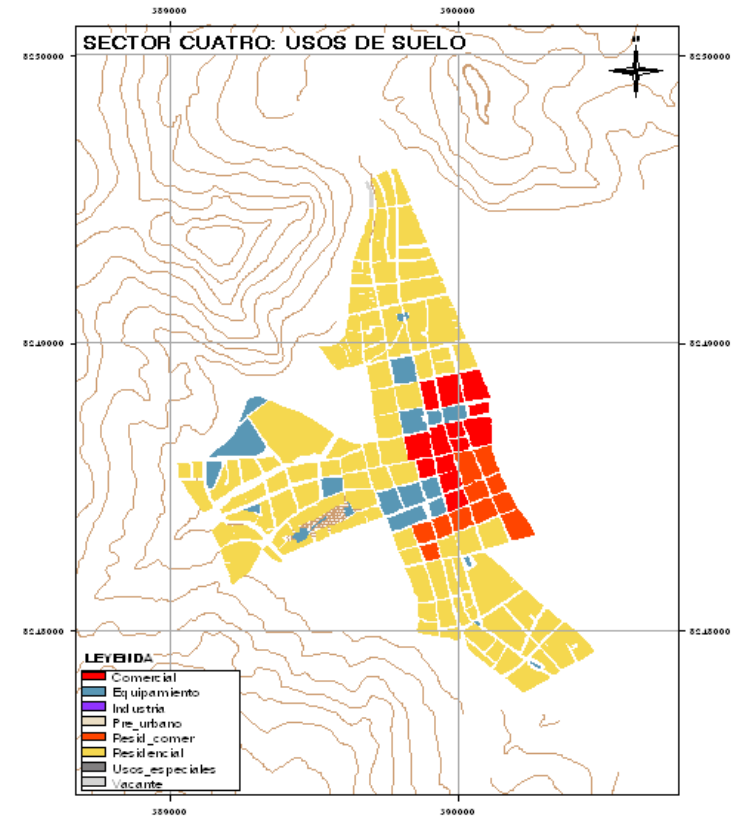 389000 390000
SECTOR CUATRO: USOS DE SUELO
8250000 8250000
8249000 8249000
8248000 8248000
LEYENDA
Comercial
Equipamiento
Industria
Pre_urbano
Resid_comer
Residencial
Usos_especiales
Vacante
389000 390000